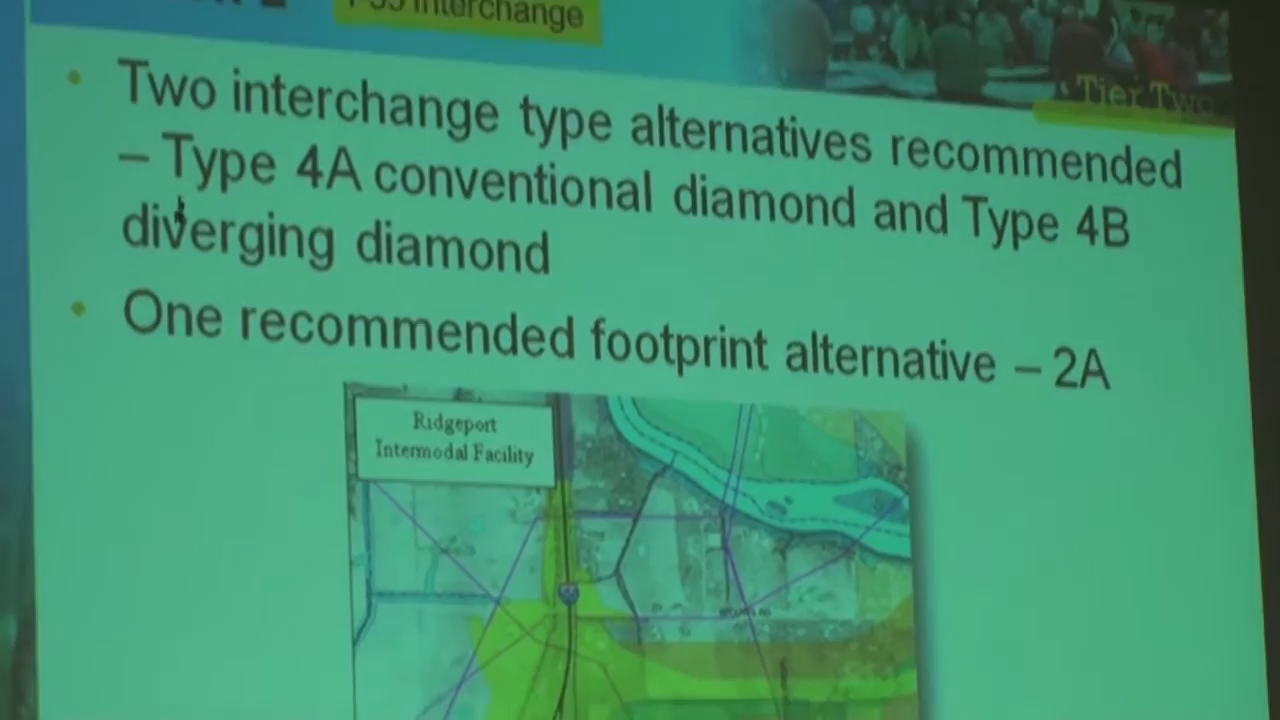 Interchange
Tier Two
• Two interchange type alternatives recommended
– Type 4A conventional diamond and Type 4B
diverging diamond
• One recommended footprint alternative – 2A
Ridgeport
Intermodal Facility